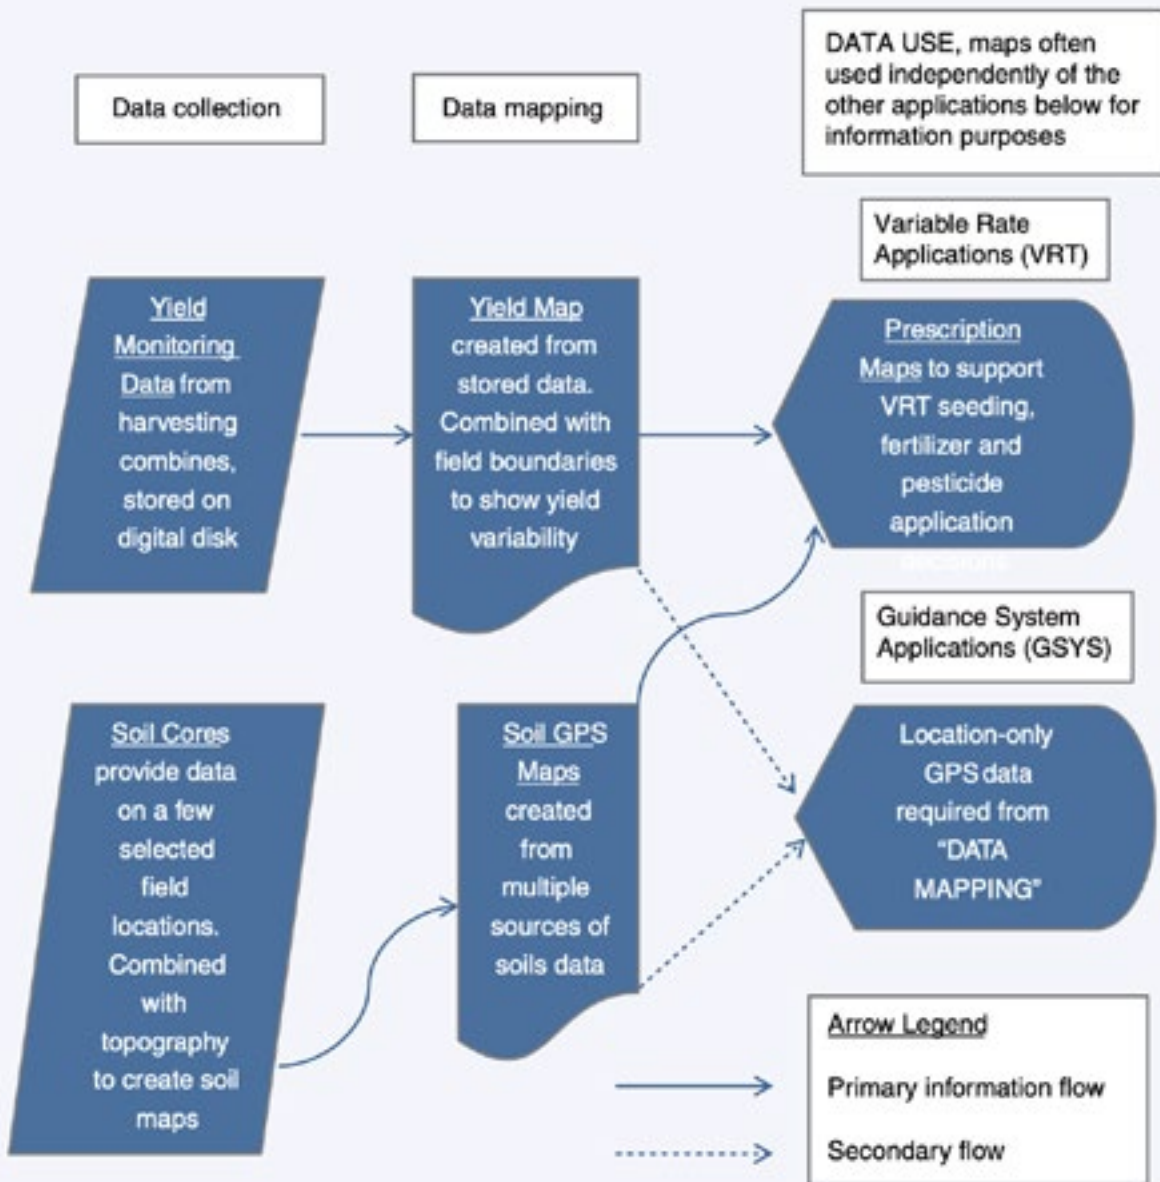 Data collection
Data mapping
DATA USE, maps often
used independently of the
other applications below for
information purposes
Variable Rate
Applications (VRT)
Yield
Monitoring
Data from
harvesting
combines,
stored on
digital disk
Yield Map
created from
stored data.
Combined with
field boundaries
to show yield
variability
Prescription
Maps to support
VRT seeding,
fertilizer and
pesticide
application
Guidance System
Applications (GSYS)
Soil Cores
provide data
on a few
selected
field
locations.
Combined
with
topography
to create soil
maps
Soil GPS
Maps
created
from
multiple
sources of
soils data
Location-only
GPS data
required from
“DATA
MAPPING”
Arrow Legend
Primary information flow
Secondary flow